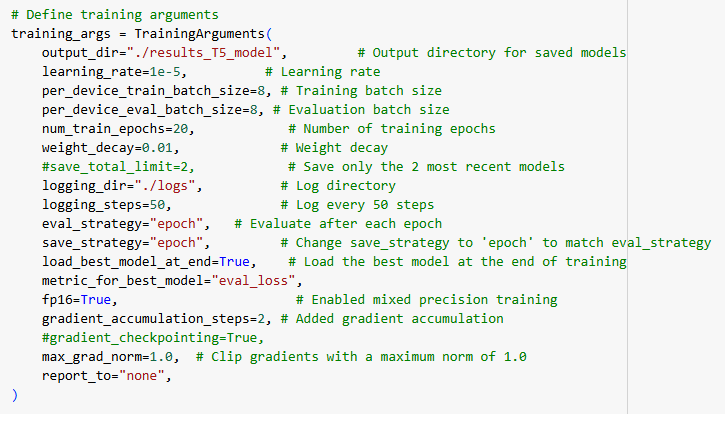 # Define training arguments
training_args = TrainingArguments(
    output_dir="./results_T5_model",         # Output directory for saved models
    learning_rate=1e-5,          # Learning rate
    per_device_train_batch_size=8, # Training batch size
    per_device_eval_batch_size=8, # Evaluation batch size
    num_train_epochs=20,            # Number of training epochs
    weight_decay=0.01,             # Weight decay
    #save_total_limit=2,            # Save only the 2 most recent models
    logging_dir="./logs",          # Log directory
    logging_steps=50,              # Log every 50 steps
    eval_strategy="epoch",   # Evaluate after each epoch
    save_strategy="epoch",         # Change save_strategy to 'epoch' to match eval_strategy
    load_best_model_at_end=True,    # Load the best model at the end of training
    metric_for_best_model="eval_loss",
    fp16=True,                       # Enabled mixed precision training
    gradient_accumulation_steps=2, # Added gradient accumulation
    #gradient_checkpointing=True,
    max_grad_norm=1.0,  # Clip gradients with a maximum norm of 1.0
    report_to="none",
)